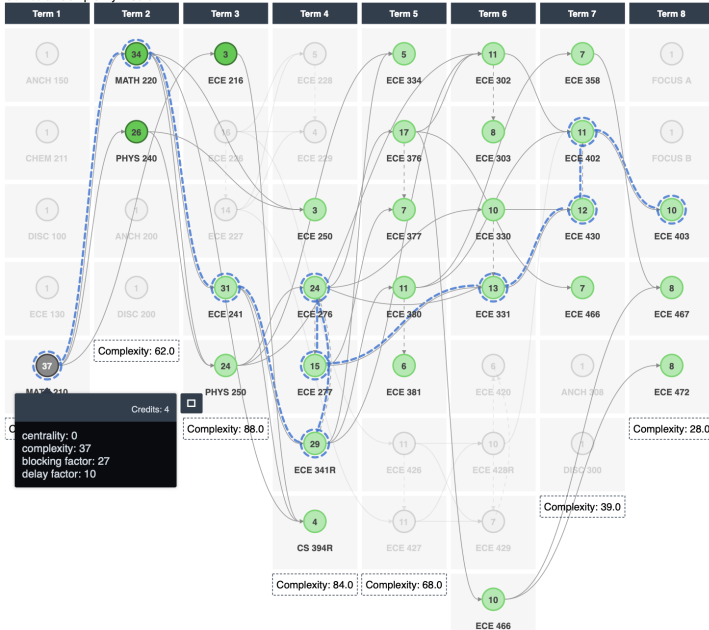 Term 1 Term 2 Term 3 Term 4 Term 5 Term 6 Term 7 Term 8
1 34 3 5 5 11 7 1
ANCH 150 MATH 220 ECE 216 ECE 228 ECE 334 ECE 302 ECE 358 FOCUS A
1 26 16 4 17 8 11 1
CHEM 211 PHYS 240 ECE 226 ECE 229 ECE 376 ECE 303 ECE 402 FOCUS B
1 1 14 3 7 10 12 10
DISC 100 ANCH 200 ECE 227 ECE 250 ECE 377 ECE 330 ECE 430 ECE 403
1 1 31 24 11 13 7 8
ECE 130 DISC 200 ECE 241 ECE 276 ECE 380 ECE 331 ECE 466 ECE 467
Complexity: 62.0
37 24 15 6 6 1 8
MATH 210 PHYS 250 ECE 277 ECE 381 ECE 420 ANCH 308 ECE 472
Credits: 4
centrality: 0
complexity: 37
blocking factor: 27
delay factor: 10
Complexity: 88.0 Complexity: 28.0
29 11 10 1
ECE 341R ECE 426 ECE 428R DISC 300
Complexity: 39.0
4 11 7
CS 394R ECE 427 ECE 429
Complexity: 84.0 Complexity: 68.0
10
ECE 466